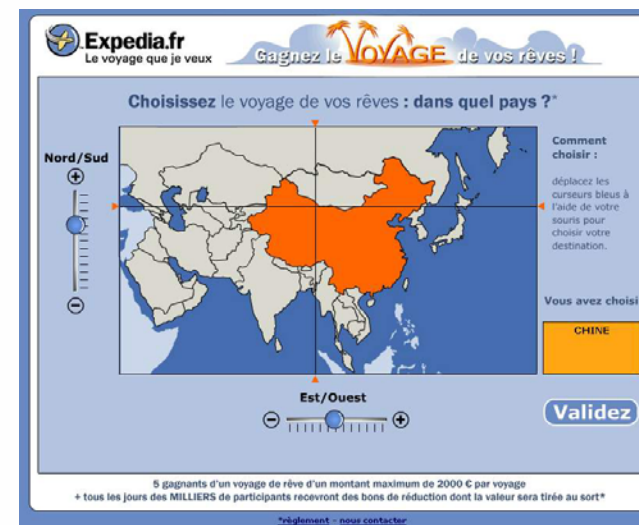 Expedia.fr
Le voyage que je veux
Gagnez le VOYAGE de vos rêves !
Choisissez le voyage de vos rêves : dans quel pays ?*
Nord/Sud
Comment
choisir :
déplacez les
curseurs bleus à
l'aide de votre
souris pour
choisir votre
destination.
Vous avez choisi
CHINE
Est/Ouest
Validez
5 gagnants d'un voyage de rêve d'un montant maximum de 2000 € par voyage
+ tous les jours des MILLIERS de participants recevront des bons de réduction dont la valeur sera tirée au sort*
*règlement - nous contacter